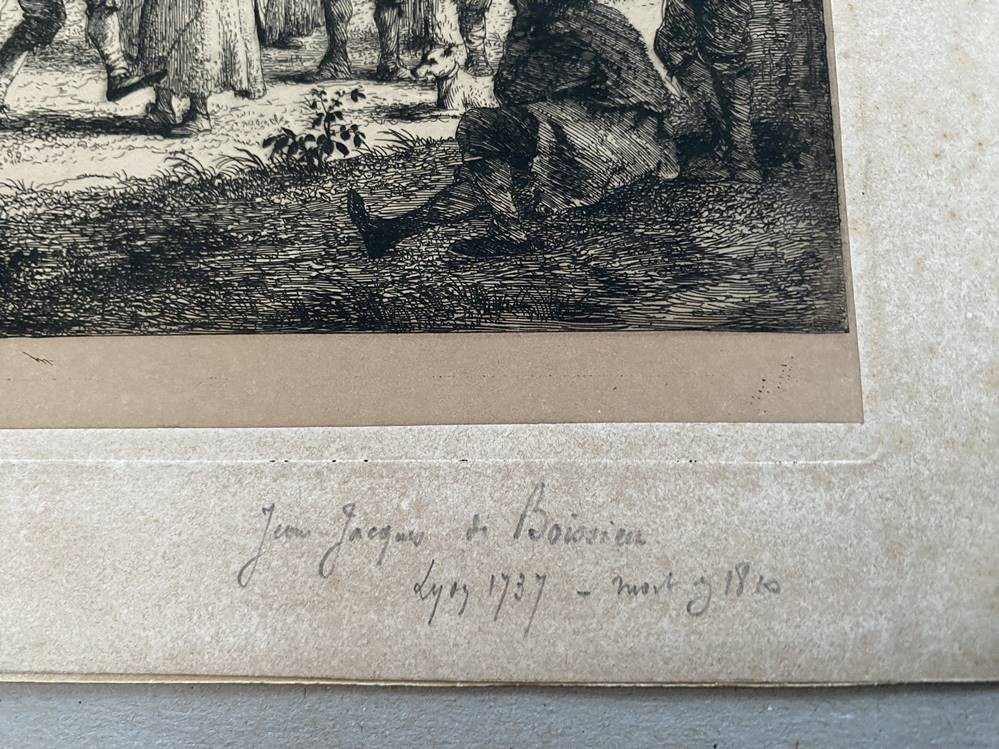 Jean Jacques de Boissieu
Lyon 1737 - mort y 1810